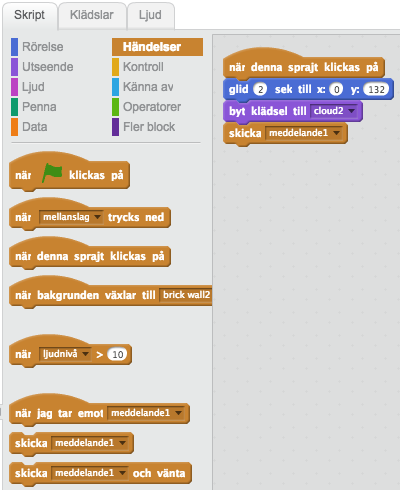 Skript Klädslar Ljud
Rörelse Händelser
Utseende Kontroll
Ljud Känna av
Penna Operatorer
Data Fler block
när klickas på
när mellanslag trycks ned
när denna sprajt klickas på
när bakgrunden växlar till brick wall2
när ljudnivå > 10
när jag tar emot meddelande1
skicka meddelande1
skicka meddelande1 och vänta
när denna sprajt klickas på
glid 2 sek till x: 0 y: 132
byt klädsel till cloud2
skicka meddelande1